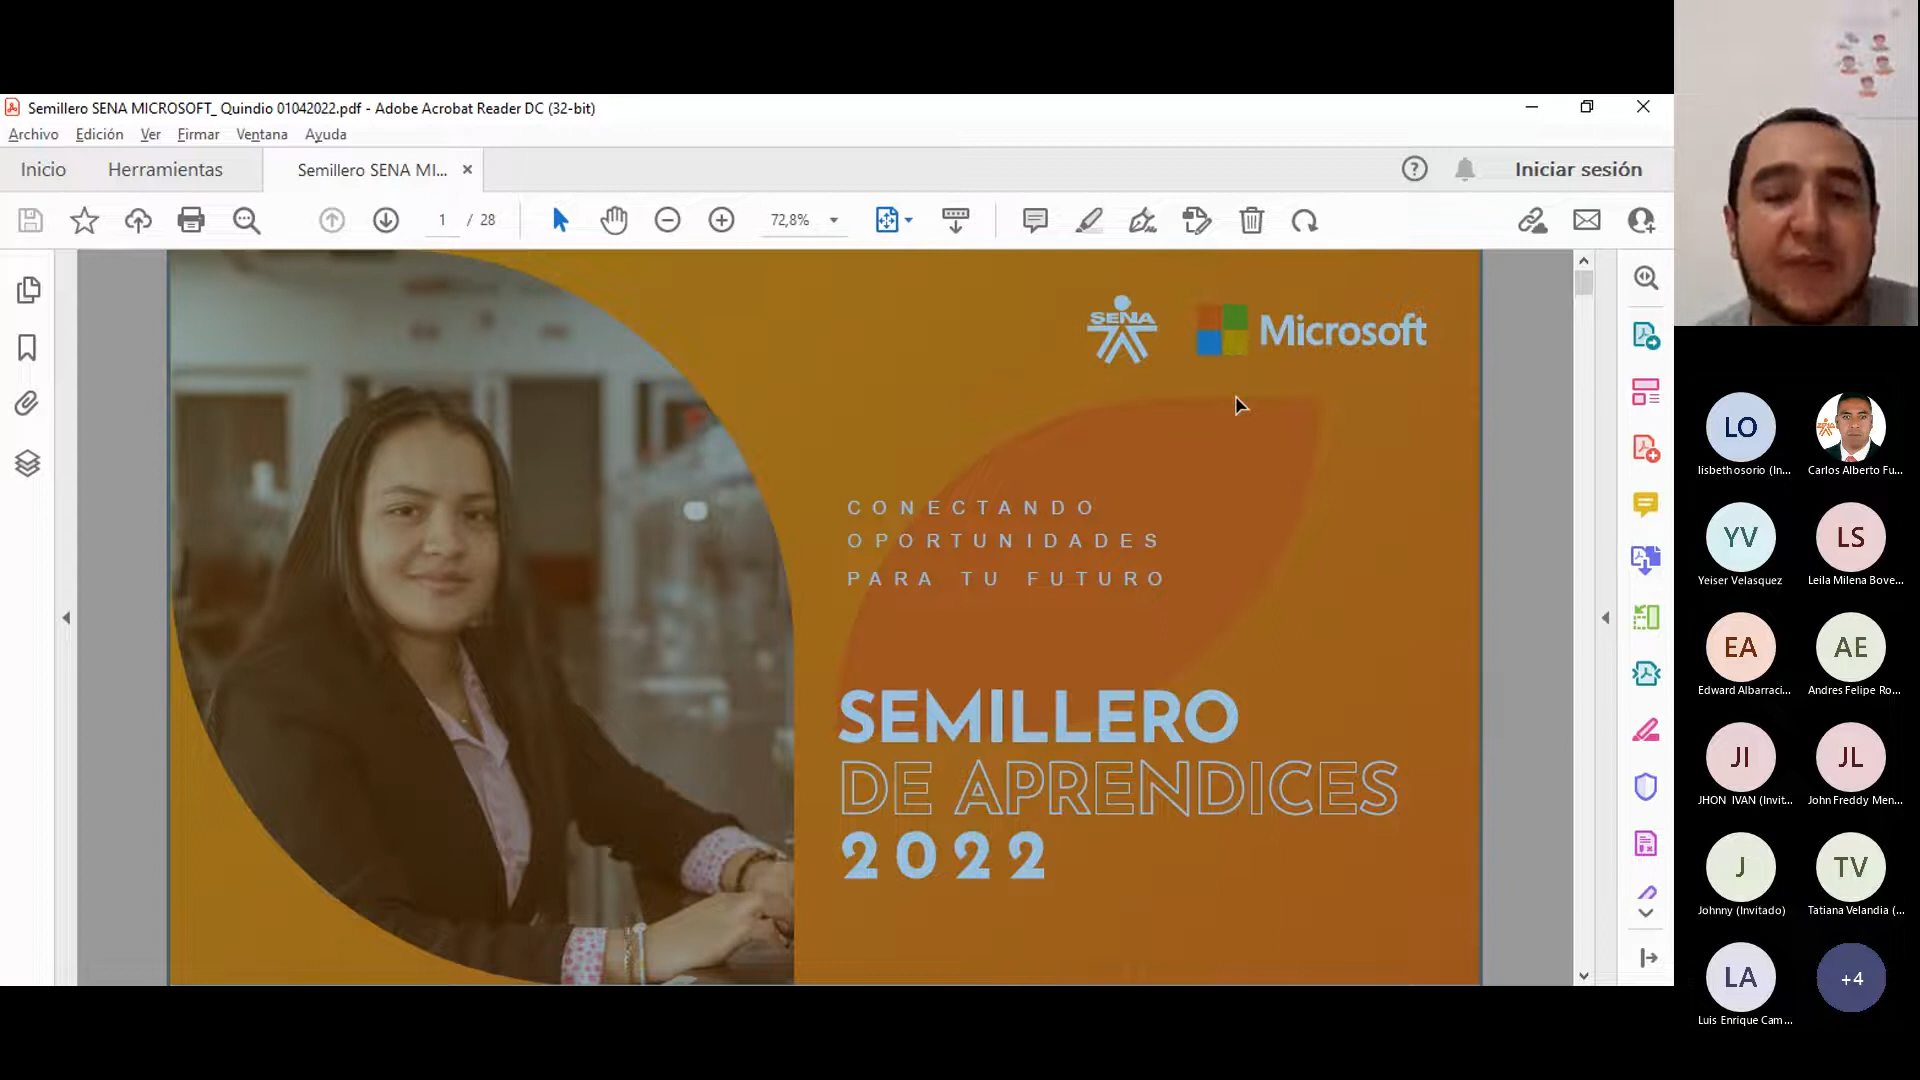 Semillero SENA MICROSOFT_ Quindio 01042022.pdf - Adobe Acrobat Reader DC (32-bit)
Archivo Edición Ver Firmar Ventana Ayuda
Inicio Herramientas Semillero SENA MI... Iniciar sesión
1 / 28 72,8%
SENA Microsoft
CONECTANDO
OPORTUNIDADES
PARA TU FUTURO
SEMILLERO
DE APRENDICES
2022
LO
lisbeth osorio (In... Carlos Alberto Fu...
YV LS
Yeiser Velasquez Leila Milena Bove...
EA AE
Edward Albarraci... Andres Felipe Ro...
JI JL
JHON IVAN (Invit... John Freddy Men...
J TV
Johnny (Invitado) Tatiana Velandia (...
LA +4
Luis Enrique Cam...